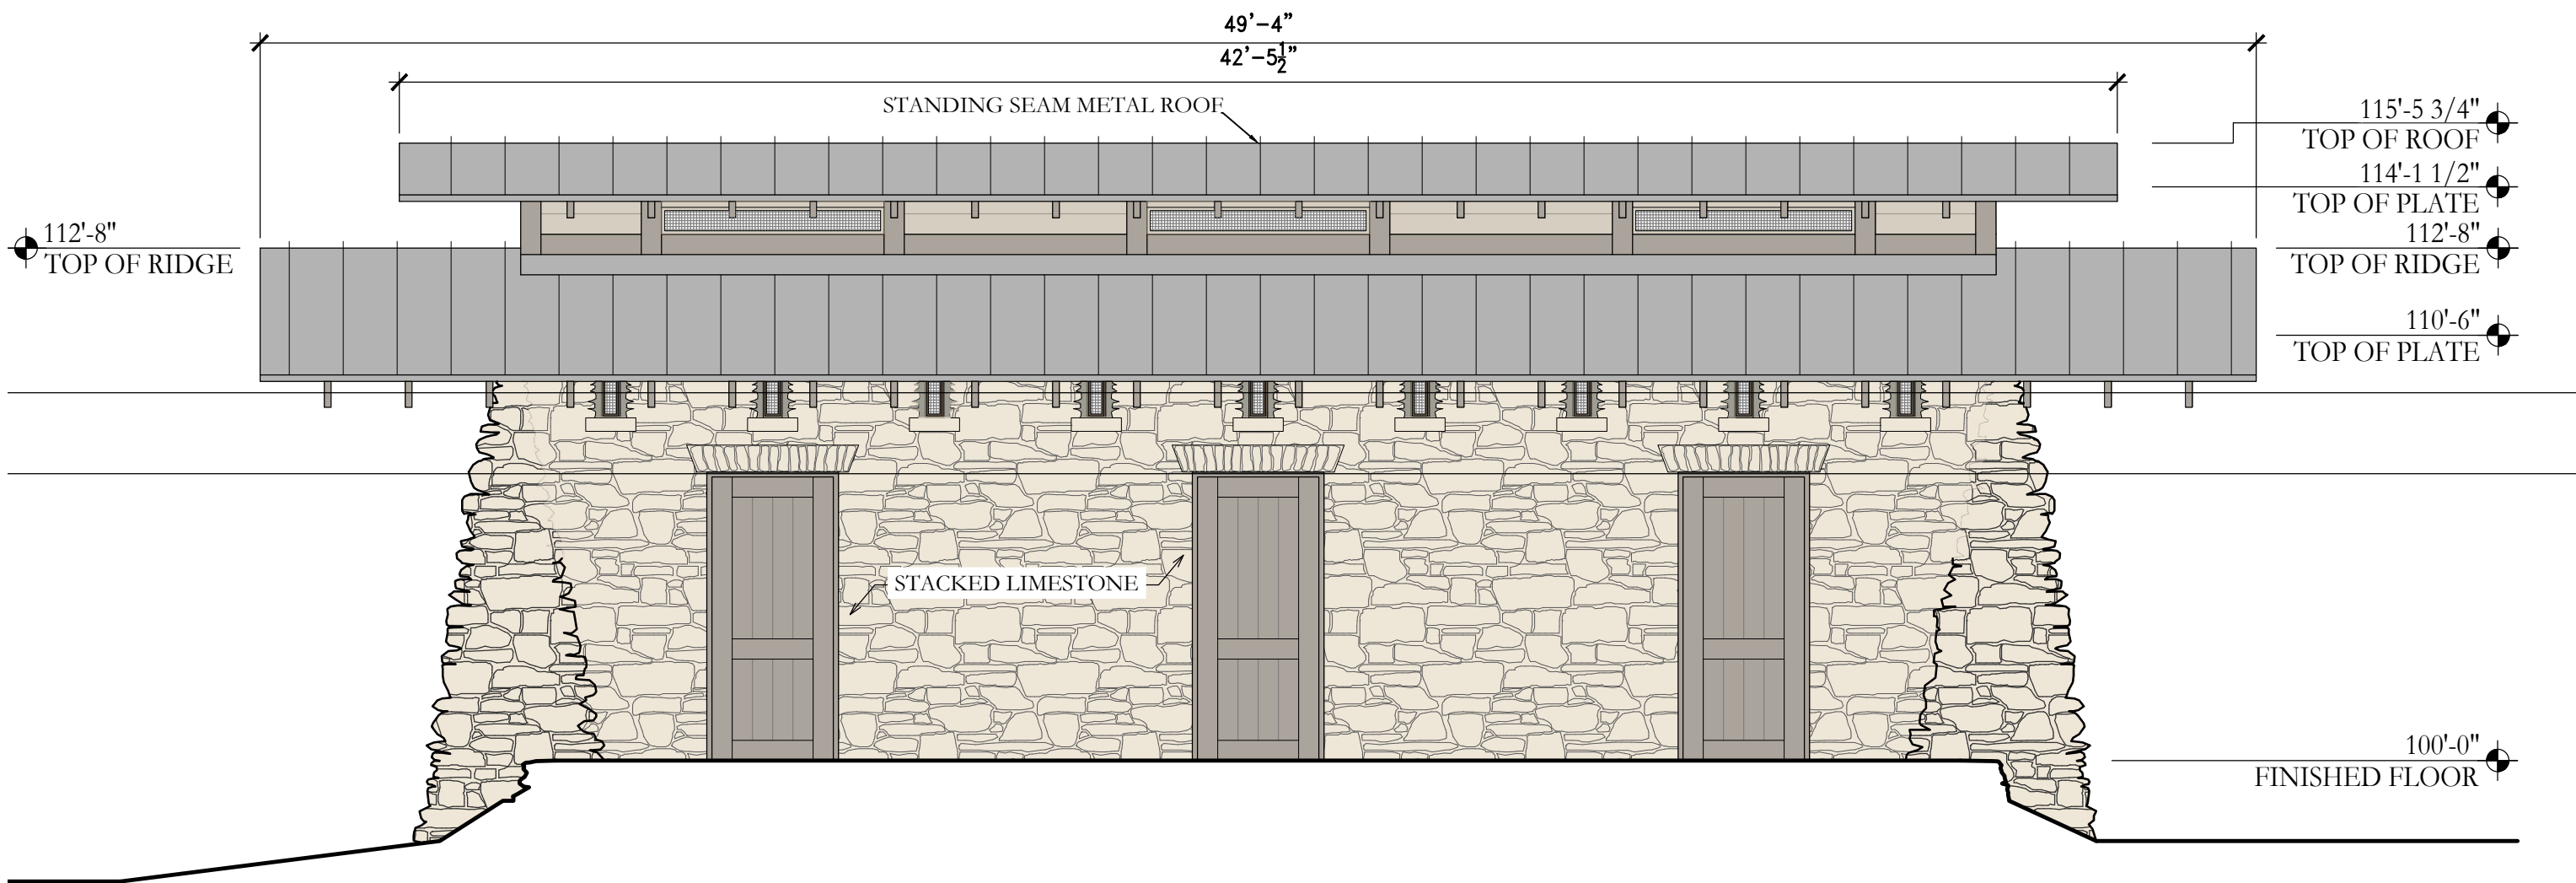 49'-4"
42'-5½"
STANDING SEAM METAL ROOF
115'-5 3/4"
TOP OF ROOF
114'-1 1/2"
TOP OF PLATE
112'-8"
TOP OF RIDGE
112'-8"
TOP OF RIDGE
110'-6"
TOP OF PLATE
STACKED LIMESTONE
100'-0"
FINISHED FLOOR